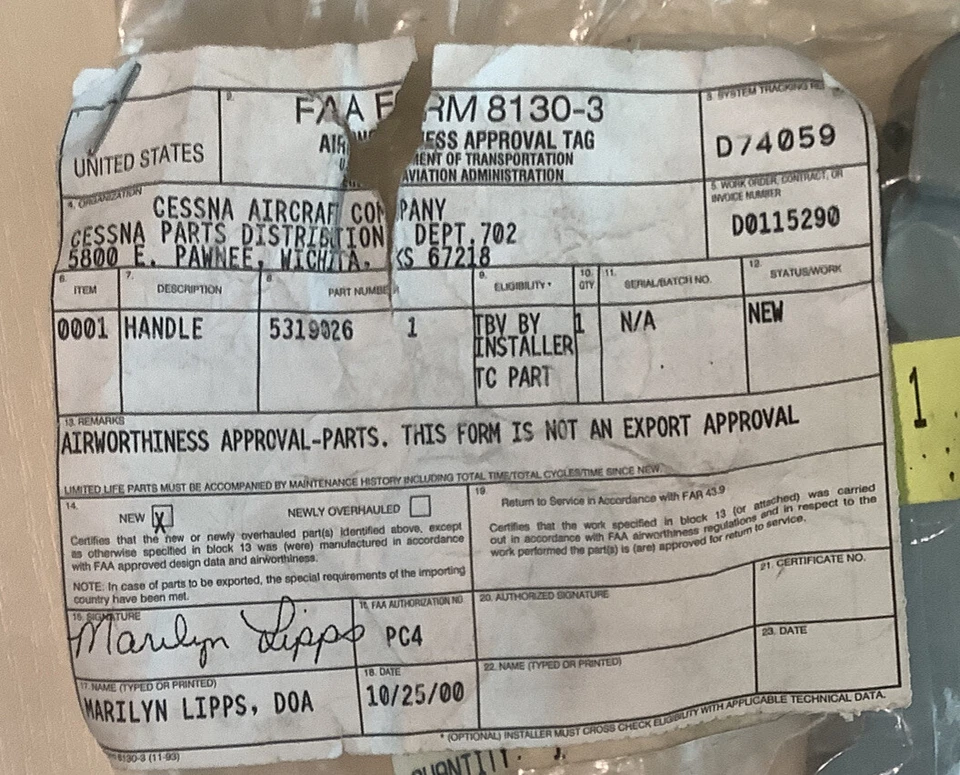 UNITED STATES
9.
FAA F RM 8130-3
AIR ESS APPROVAL TAG
U. MENT OF TRANSPORTATION
AVIATION ADMINISTRATION
3. SYSTEM TRACKING RE
D74059
4. ORGANIZATION
CESSNA AIRCRAF COMPANY
CESSNA PARTS DISTRIBUTION DEPT.702
5800 E. PAWNEE, WICHITA, KS 67218
5. WORK ORDER, CONTRACT, OR
INVOICE NUMBER
D0115290
6.
ITEM
7.
DESCRIPTION
8.
PART NUMBER
9.
ELIGIBILITY *
10.
QTY.
11.
SERIAL/BATCH NO.
12.
STATUS/WORK
0001 HANDLE 5319026 1 TBV BY 1 N/A NEW
INSTALLER
TC PART
13. REMARKS
AIRWORTHINESS APPROVAL-PARTS. THIS FORM IS NOT AN EXPORT APPROVAL
LIMITED LIFE PARTS MUST BE ACCOMPANIED BY MAINTENANCE HISTORY INCLUDING TOTAL TIME/TOTAL CYCLES/TIME SINCE NEW.
14.
NEW X NEWLY OVERHAULED
Certifies that the new or newly overhauled part(s) identified above, except
as otherwise specified in block 13 was (were) manufactured in accordance
with FAA approved design data and airworthiness.
NOTE: In case of parts to be exported, the special requirements of the importing
country have been met.
19.
Return to Service in Accordance with FAR 43.9
Certifies that the work specified in block 13 (or attached) was carried
out in accordance with FAA airworthiness regulations and in respect to the
work performed the part(s) is (are) approved for return to service.
15. SIGNATURE
Marilyn Lipps
16. FAA AUTHORIZATION NO.
PC4
20. AUTHORIZED SIGNATURE
21. CERTIFICATE NO.
17. NAME (TYPED OR PRINTED)
MARILYN LIPPS, DOA
18. DATE
10/25/00
22. NAME (TYPED OR PRINTED)
23. DATE
* (OPTIONAL) INSTALLER MUST CROSS CHECK ELIGIBILITY WITH APPLICABLE TECHNICAL DATA.
8130-3 (11-93)
QUANTITY: 1.
1